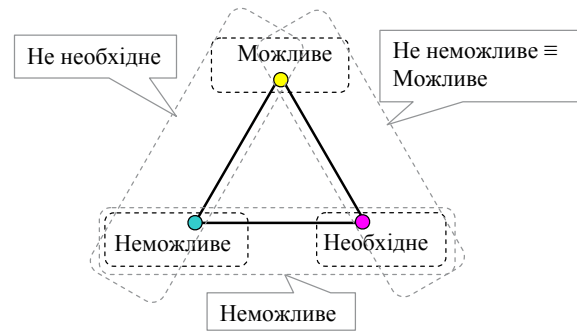 Не необхідне
Можливе
Не неможливе ≡
Можливе
Неможливе
Необхідне
Неможливе